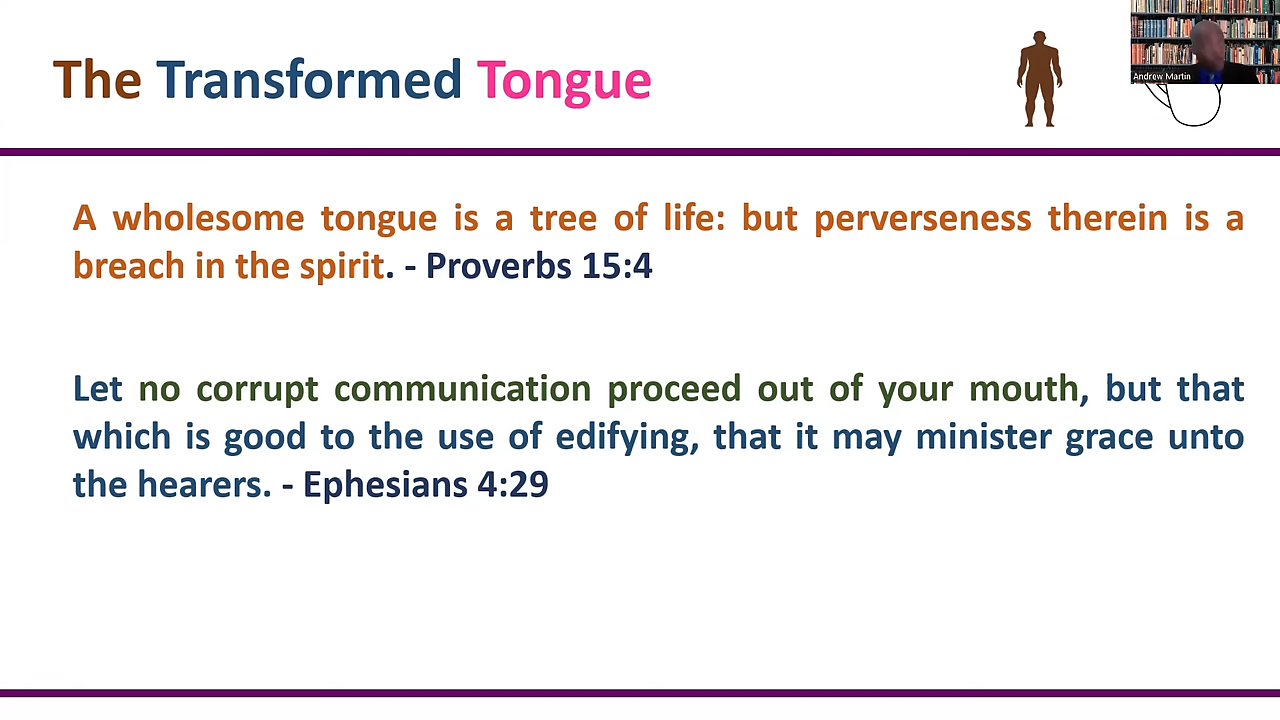 The Transformed Tongue
Andrew Martin
A wholesome tongue is a tree of life: but perverseness therein is a
breach in the spirit. - Proverbs 15:4
Let no corrupt communication proceed out of your mouth, but that
which is good to the use of edifying, that it may minister grace unto
the hearers. - Ephesians 4:29